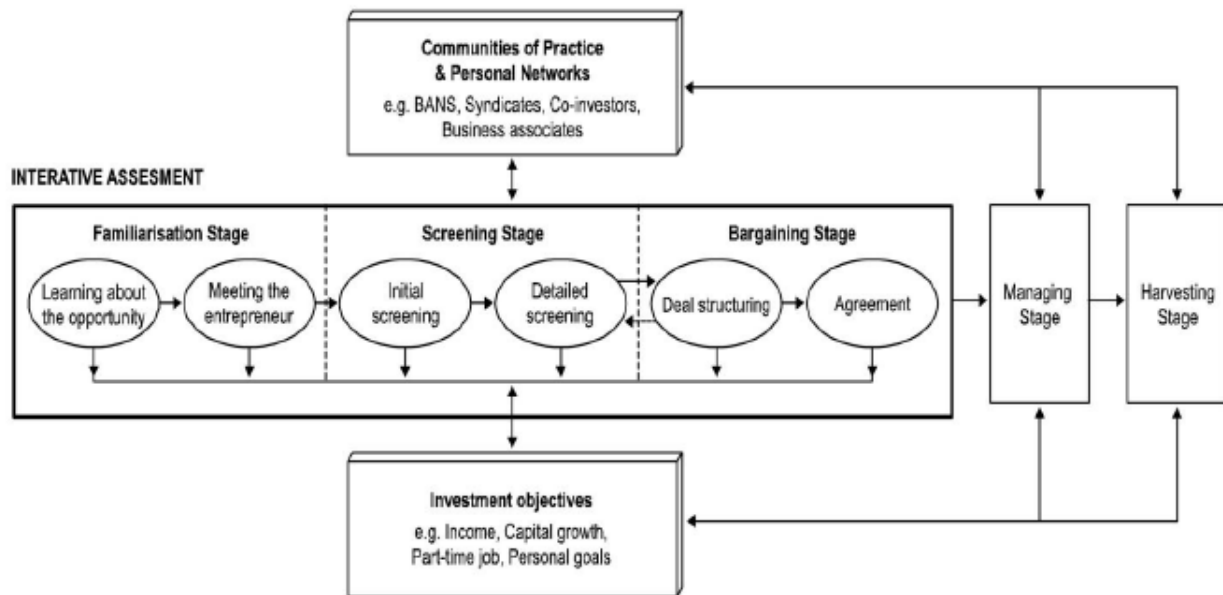 Communities of Practice
& Personal Networks
e.g. BANS, Syndicates, Co-investors,
Business associates
INTERATIVE ASSESMENT
Familiarisation Stage
Screening Stage
Bargaining Stage
Learning about
the opportunity
Meeting the
entrepreneur
Initial
screening
Detailed
screening
Deal structuring
Agreement
Managing
Stage
Harvesting
Stage
Investment objectives
e.g. Income, Capital growth,
Part-time job, Personal goals